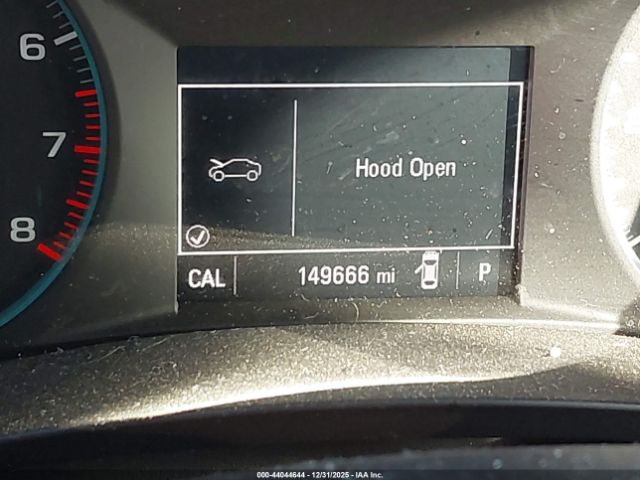 6
7
8
Hood Open
CAL 149666 mi P
000-44044644 - 12/31/2025 - IAA Inc.